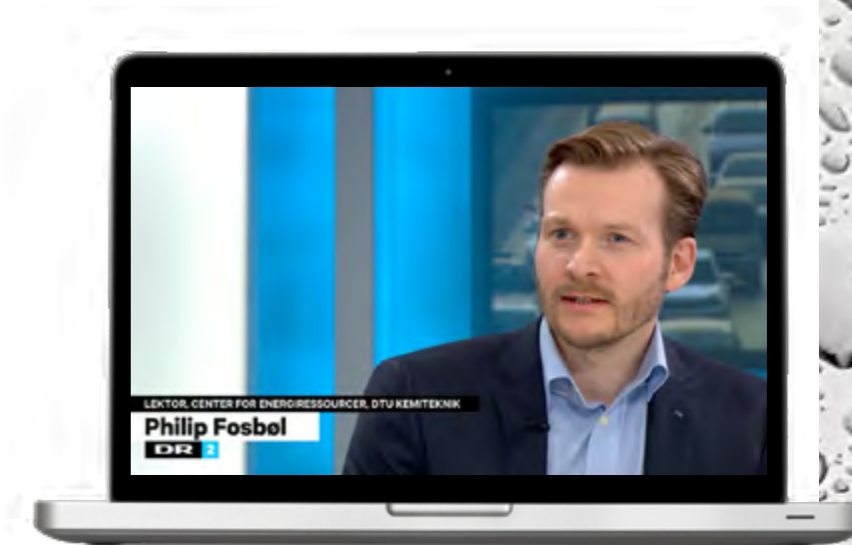 LEKTOR, CENTER FOR ENERGIRESSOURCER, DTU KEMITEKNIK
Philip Fosbøl
DR 2